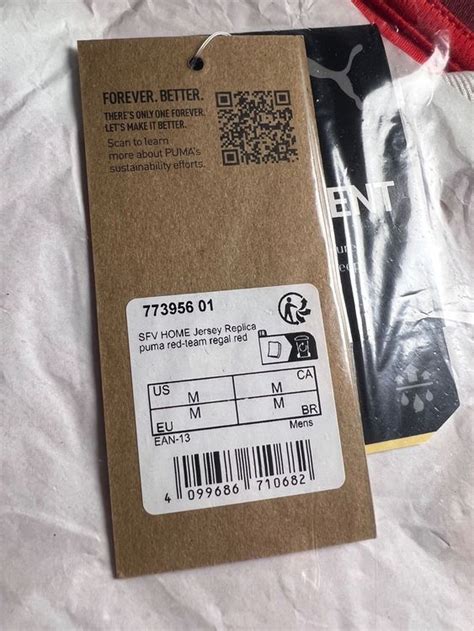 FOREVER. BETTER.
THERE'S ONLY ONE FOREVER.
LET'S MAKE IT BETTER.
Scan to learn
more about PUMA's
sustainability efforts.
ENT
773956 01
SFV HOME Jersey Replica
puma red-team regal red
US M M CA
EU M M BR
EAN-13 Mens
4 099686 710682